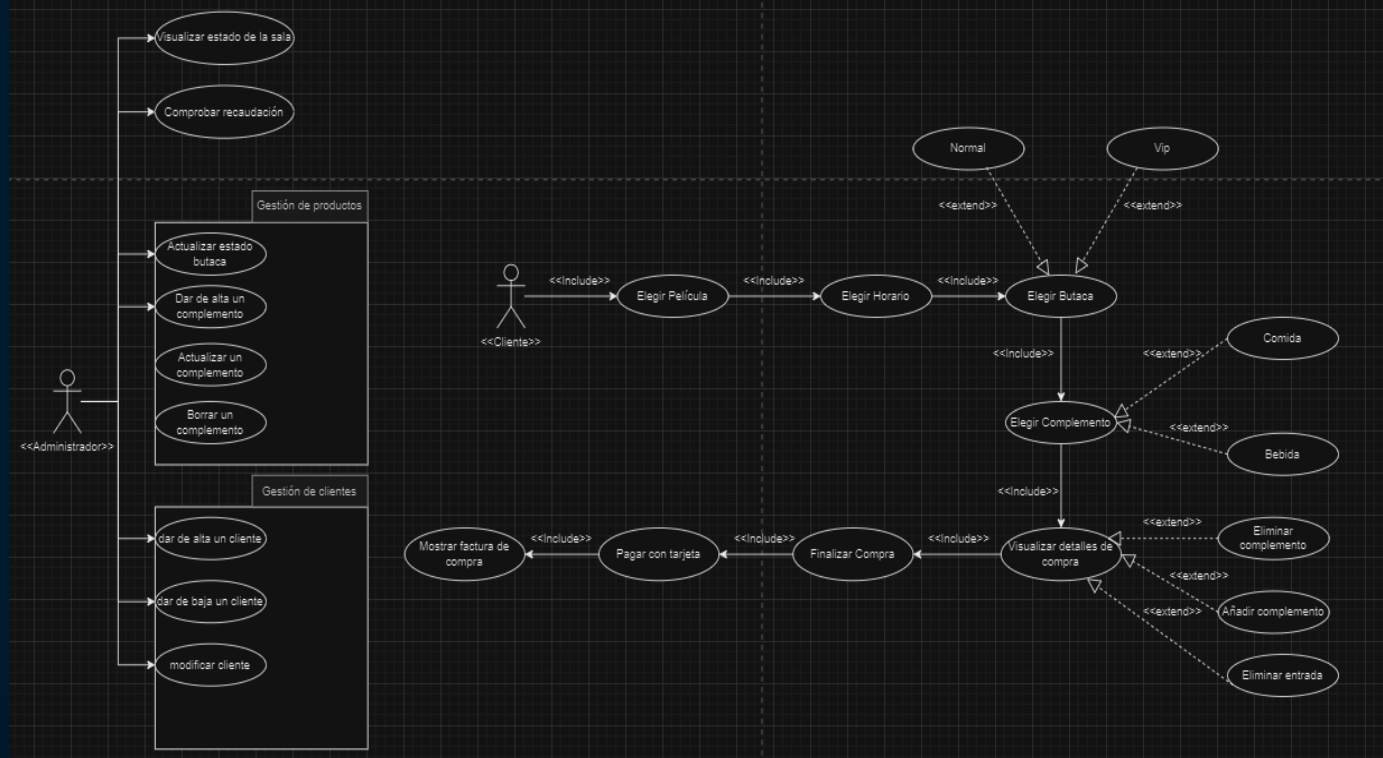 Visualizar estado de la sala
Comprobar recaudación
Gestión de productos
Actualizar estado
butaca
Dar de alta un
complemento
Actualizar un
complemento
Borrar un
complemento
<<Administrador>>
Gestión de clientes
dar de alta un cliente
dar de baja un cliente
modificar cliente
Normal
Vip
<<extend>>
<<extend>>
<<Cliente>>
<<Include>>
Elegir Película
<<Include>>
Elegir Horario
<<Include>>
Elegir Butaca
<<Include>>
Comida
<<extend>>
Elegir Complemento
<<extend>>
Bebida
<<Include>>
Mostrar factura de
compra
<<Include>>
Pagar con tarjeta
<<Include>>
Finalizar Compra
<<Include>>
Visualizar detalles de
compra
<<extend>>
Eliminar
complemento
<<extend>>
Añadir complemento
<<extend>>
Eliminar entrada